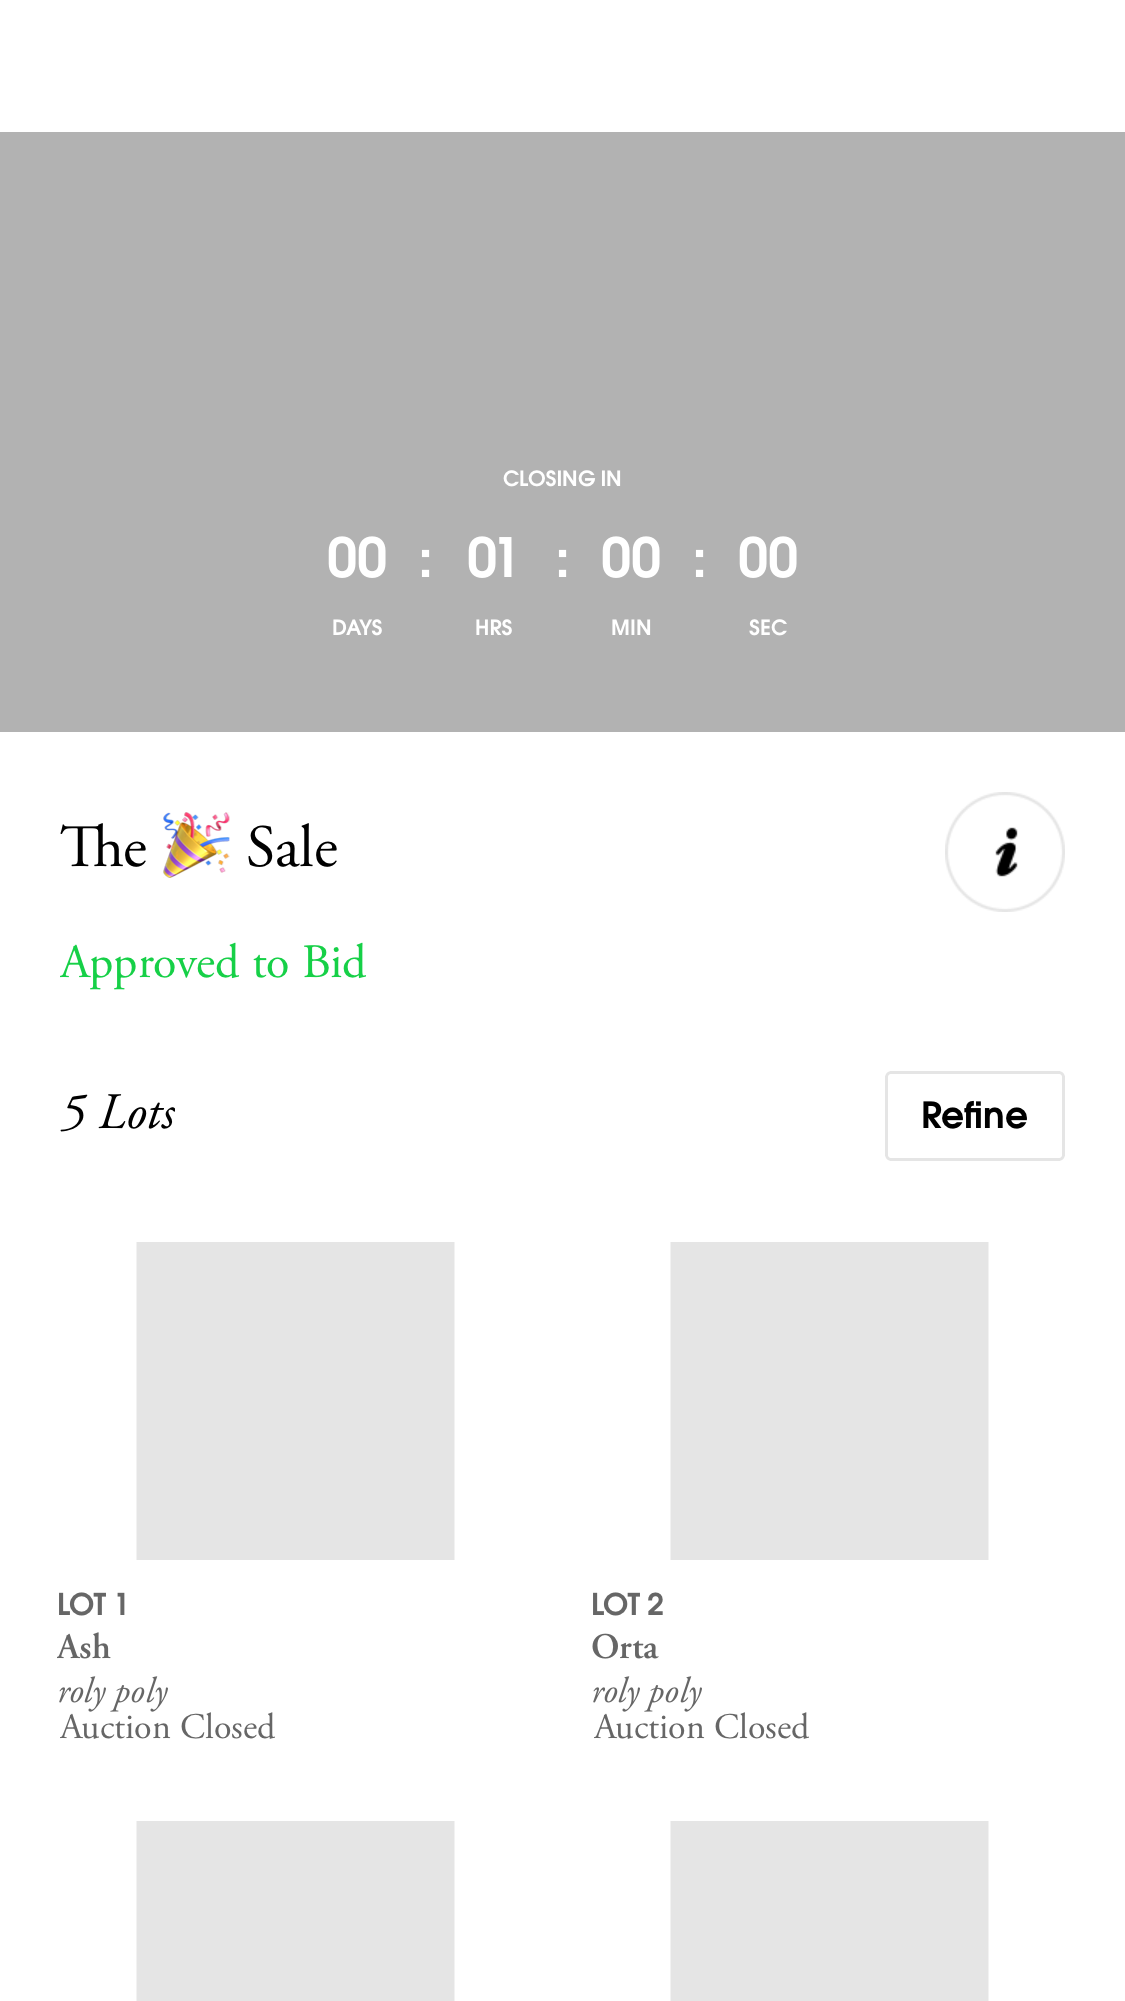 CLOSING IN
00 : 01 : 00 : 00
DAYS HRS MIN SEC
The 🎉 Sale
i
Approved to Bid
5 Lots
Refine
LOT 1
Ash
roly poly
Auction Closed
LOT 2
Orta
roly poly
Auction Closed